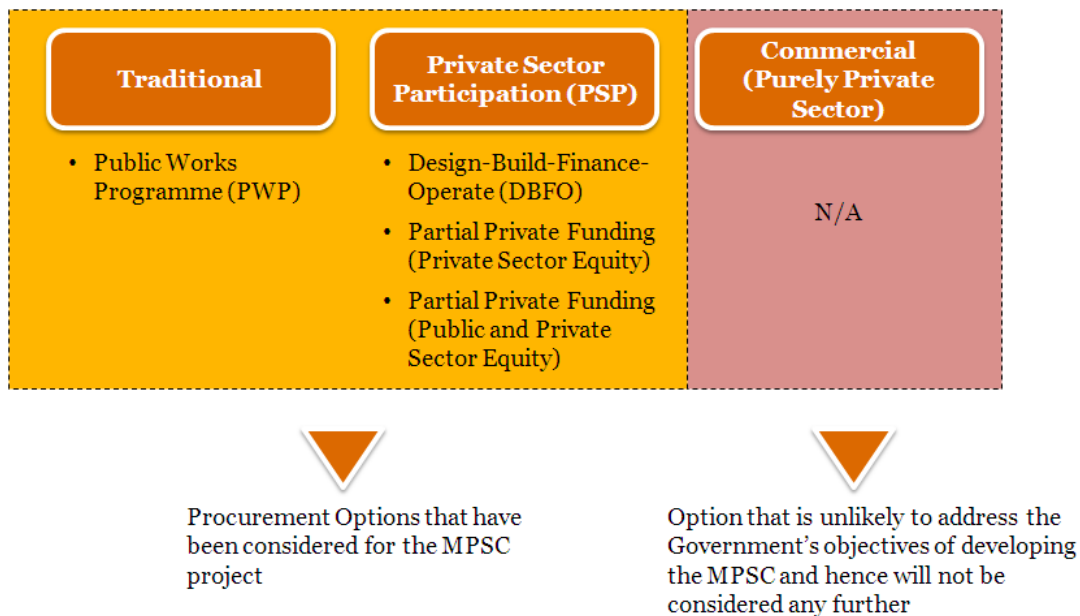 Traditional
Private Sector
Participation (PSP)
Commercial
(Purely Private
Sector)
• Public Works
Programme (PWP)
• Design-Build-Finance-
Operate (DBFO)
• Partial Private Funding
(Private Sector Equity)
• Partial Private Funding
(Public and Private
Sector Equity)
N/A
Procurement Options that have
been considered for the MPSC
project
Option that is unlikely to address the
Government's objectives of developing
the MPSC and hence will not be
considered any further